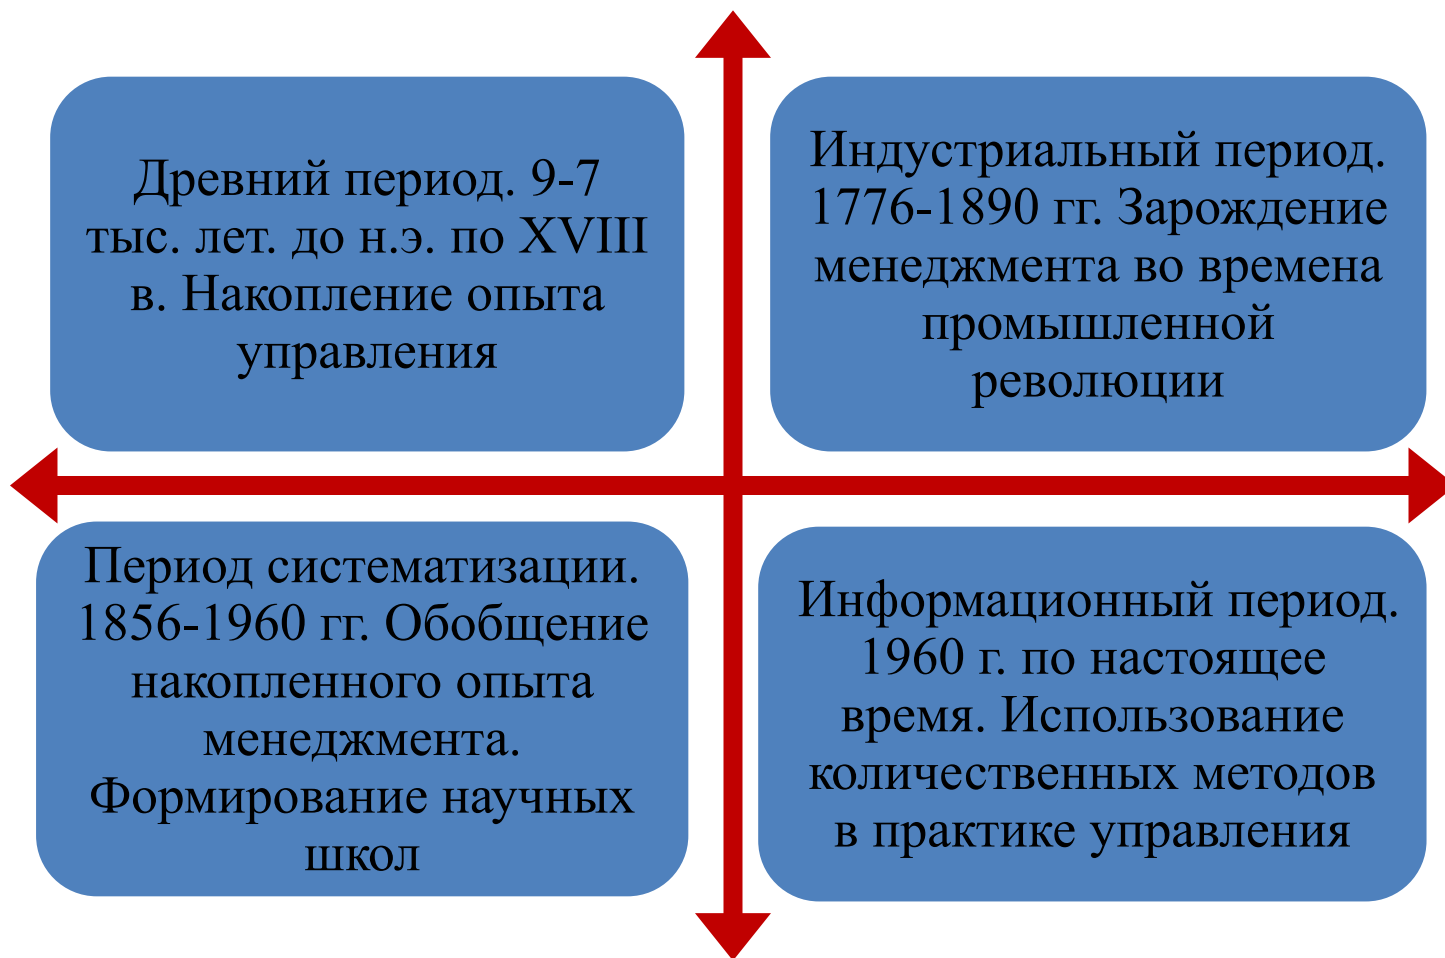 Древний период. 9-7
тыс. лет. до н.э. по XVIII
в. Накопление опыта
управления
Индустриальный период.
1776-1890 гг. Зарождение
менеджмента во времена
промышленной
революции
Период систематизации.
1856-1960 гг. Обобщение
накопленного опыта
менеджмента.
Формирование научных
школ
Информационный период.
1960 г. по настоящее
время. Использование
количественных методов
в практике управления